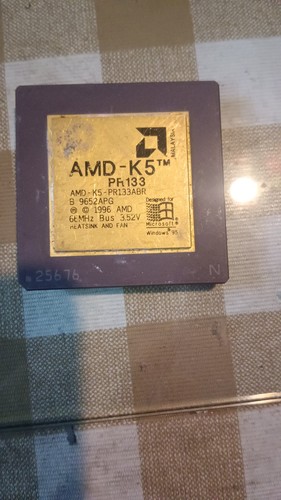 MALAYSIA
AMD-K5™
PR133
AMD-K5-PR133ABR
B 9652APG
Ⓜ © 1996 AMD
66MHz Bus 3.52V
HEATSINK AND FAN
Designed for
Microsoft®
Windows 95
25676
N